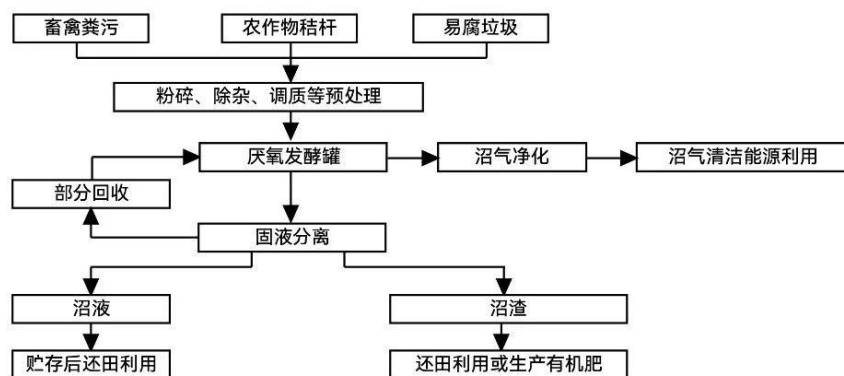 畜禽粪污
农作物秸杆
易腐垃圾
粉碎、除杂、调质等预处理
厌氧发酵罐
沼气净化
沼气清洁能源利用
部分回收
固液分离
沼液
沼渣
贮存后还田利用
还田利用或生产有机肥